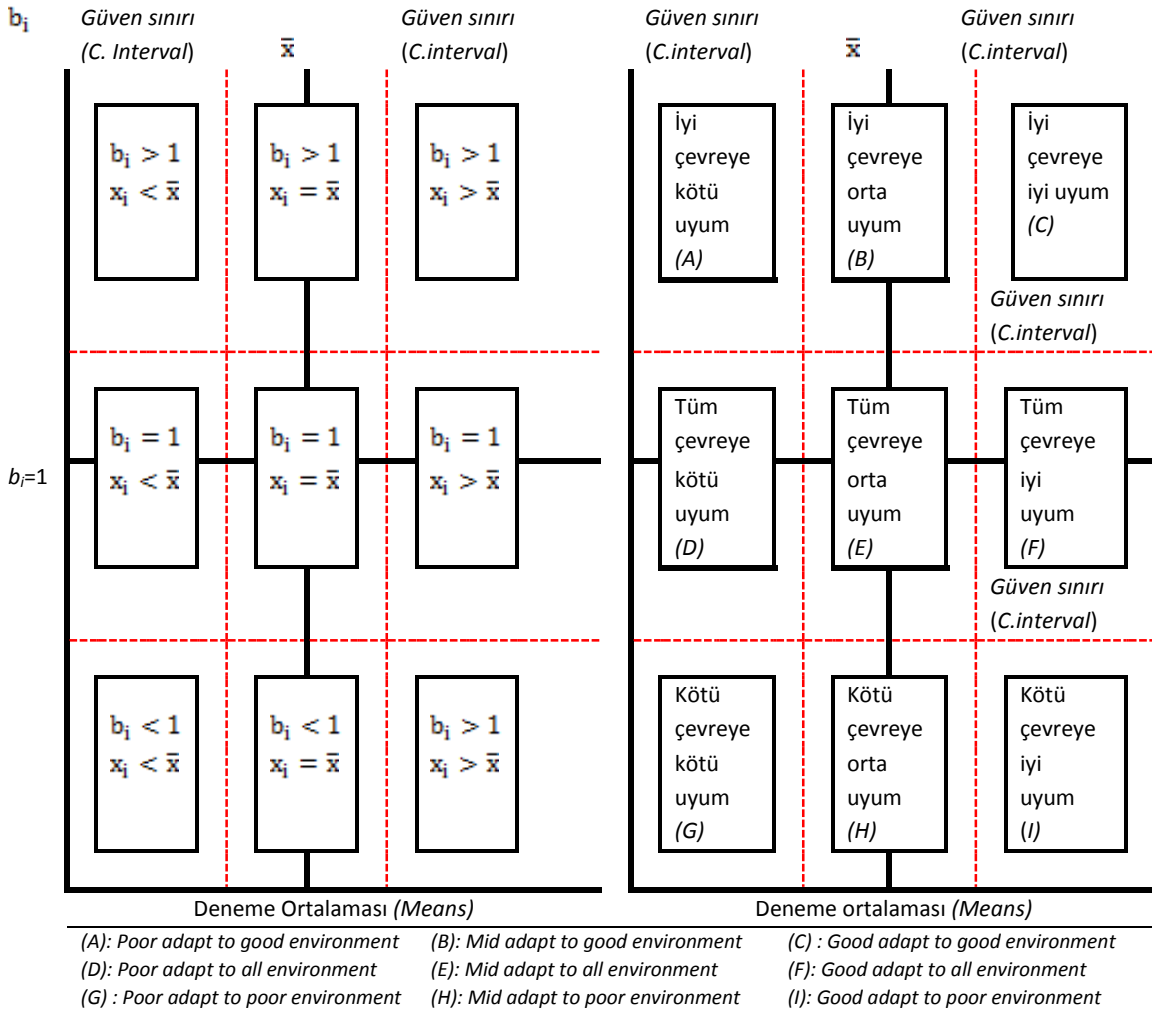 bᵢ
Güven sınırı
(C. Interval)
x̄
Güven sınırı
(C.interval)
bᵢ > 1
xᵢ < x̄
bᵢ > 1
xᵢ = x̄
bᵢ > 1
xᵢ > x̄
bᵢ=1
bᵢ = 1
xᵢ < x̄
bᵢ = 1
xᵢ = x̄
bᵢ = 1
xᵢ > x̄
bᵢ < 1
xᵢ < x̄
bᵢ < 1
xᵢ = x̄
bᵢ > 1
xᵢ > x̄
Deneme Ortalaması (Means)
Güven sınırı
(C.interval)
x̄
Güven sınırı
(C.interval)
İyi
çevreye
kötü
uyum
(A)
İyi
çevreye
orta
uyum
(B)
İyi
çevreye
iyi uyum
(C)
Güven sınırı
(C.interval)
Tüm
çevreye
kötü
uyum
(D)
Tüm
çevreye
orta
uyum
(E)
Tüm
çevreye
iyi
uyum
(F)
Güven sınırı
(C.interval)
Kötü
çevreye
kötü
uyum
(G)
Kötü
çevreye
orta
uyum
(H)
Kötü
çevreye
iyi
uyum
(I)
Deneme ortalaması (Means)
(A): Poor adapt to good environment (B): Mid adapt to good environment (C) : Good adapt to good environment
(D): Poor adapt to all environment (E): Mid adapt to all environment (F): Good adapt to all environment
(G) : Poor adapt to poor environment (H): Mid adapt to poor environment (I): Good adapt to poor environment